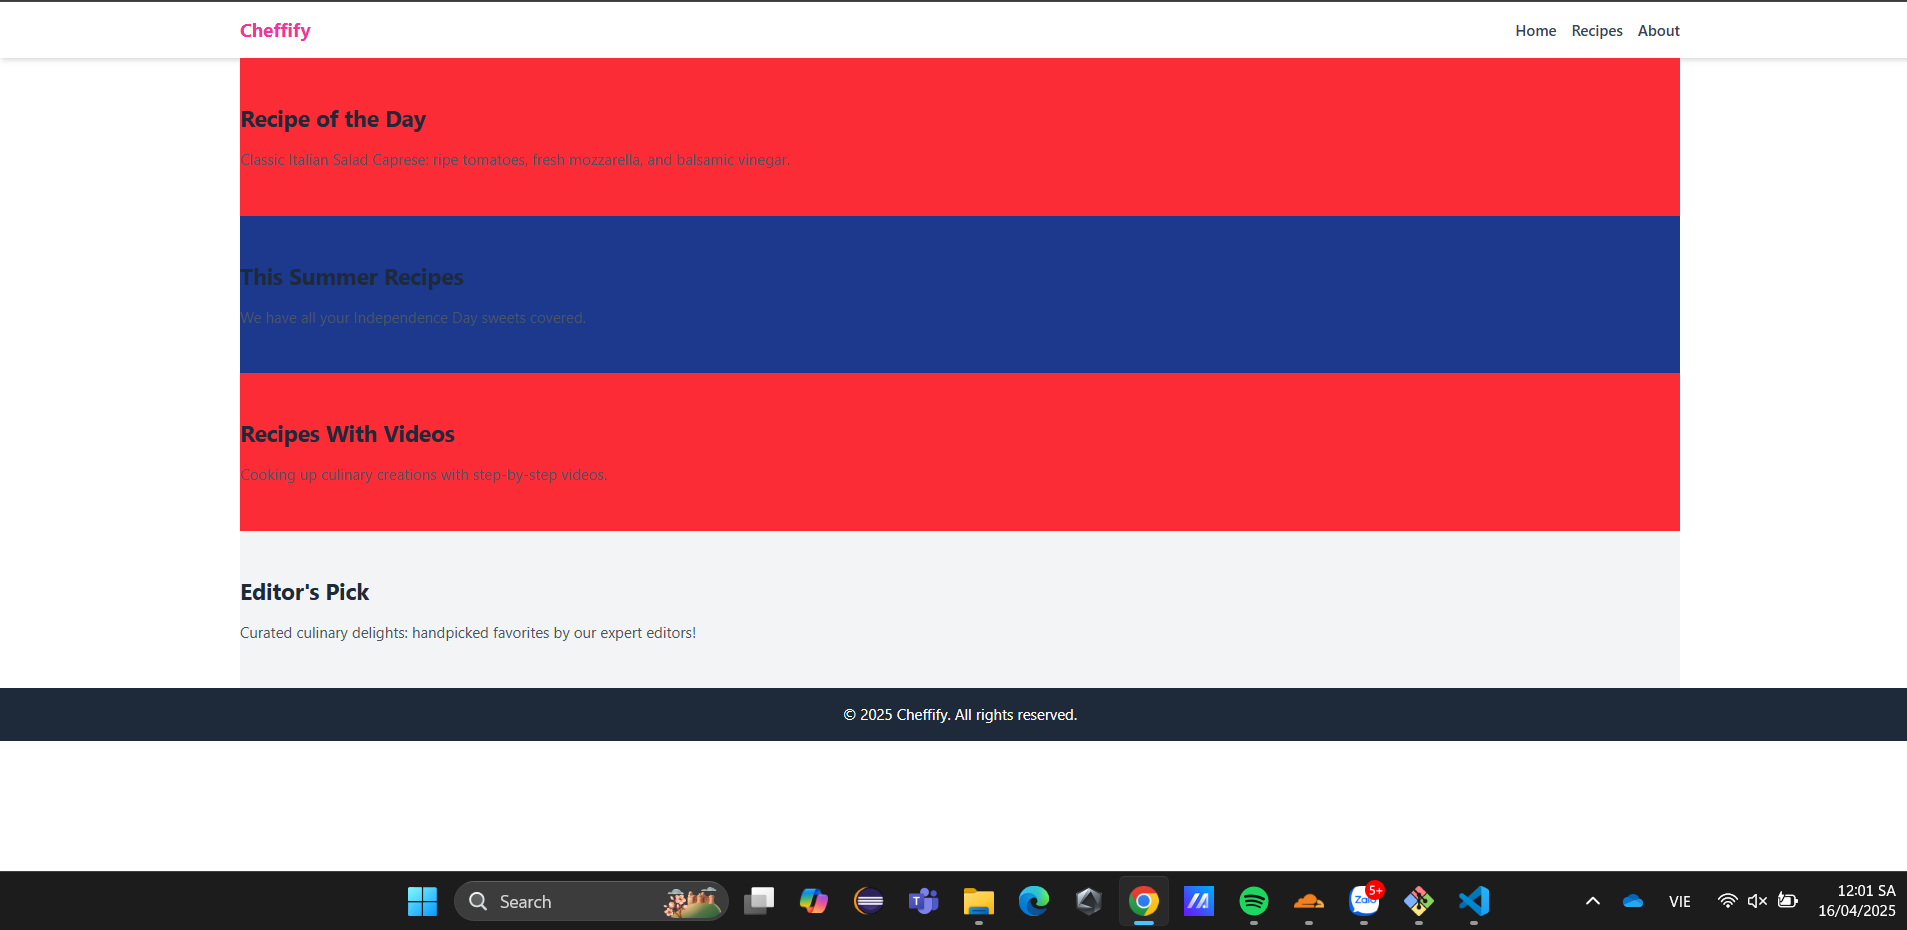 Cheffify
Home Recipes About
Recipe of the Day
Classic Italian Salad Caprese: ripe tomatoes, fresh mozzarella, and balsamic vinegar.
This Summer Recipes
We have all your Independence Day sweets covered.
Recipes With Videos
Cooking up culinary creations with step-by-step videos.
Editor's Pick
Curated culinary delights: handpicked favorites by our expert editors!
© 2025 Cheffify. All rights reserved.
Search
T
Zalo
5+
VIE
12:01 SA
16/04/2025